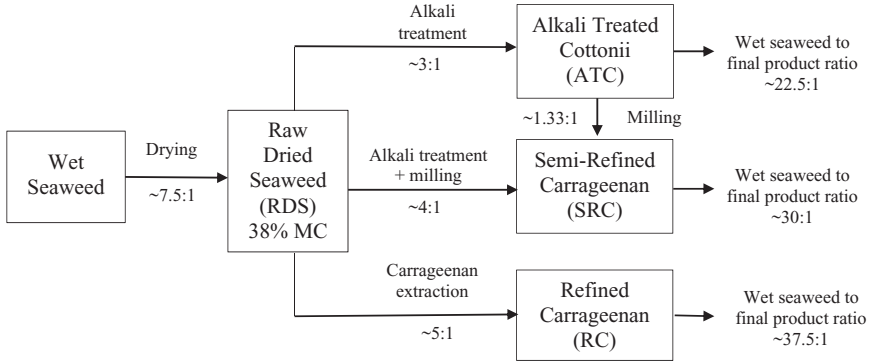 Alkali
treatment
~3:1
Alkali Treated
Cottonii
(ATC)
Wet seaweed to
final product ratio
~22.5:1
~1.33:1
Milling
Wet
Seaweed
Drying
~7.5:1
Raw
Dried
Seaweed
(RDS)
38% MC
Alkali treatment
+ milling
~4:1
Semi-Refined
Carrageenan
(SRC)
Wet seaweed to
final product ratio
~30:1
Carrageenan
extraction
~5:1
Refined
Carrageenan
(RC)
Wet seaweed to
final product ratio
~37.5:1